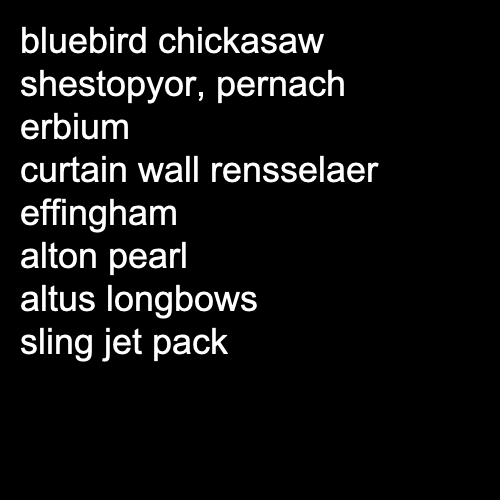 bluebird chickasaw
shestopyor, pernach
erbium
curtain wall rensselaer
effingham
alton pearl
altus longbows
sling jet pack